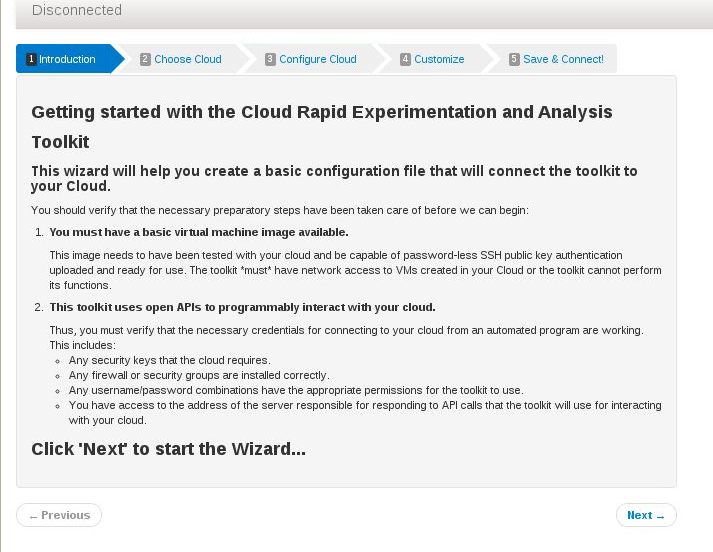 Disconnected
1 Introduction 2 Choose Cloud 3 Configure Cloud 4 Customize 5 Save & Connect!
Getting started with the Cloud Rapid Experimentation and Analysis
Toolkit
This wizard will help you create a basic configuration file that will connect the toolkit to
your Cloud.
You should verify that the necessary preparatory steps have been taken care of before we can begin:
1. You must have a basic virtual machine image available.
This image needs to have been tested with your cloud and be capable of password-less SSH public key authentication
uploaded and ready for use. The toolkit *must* have network access to VMs created in your Cloud or the toolkit cannot perform
its functions.
2. This toolkit uses open APIs to programmably interact with your cloud.
Thus, you must verify that the necessary credentials for connecting to your cloud from an automated program are working.
This includes:
◦ Any security keys that the cloud requires.
◦ Any firewall or security groups are installed correctly.
◦ Any username/password combinations have the appropriate permissions for the toolkit to use.
◦ You have access to the address of the server responsible for responding to API calls that the toolkit will use for interacting
with your cloud.
Click 'Next' to start the Wizard...
← Previous
Next →